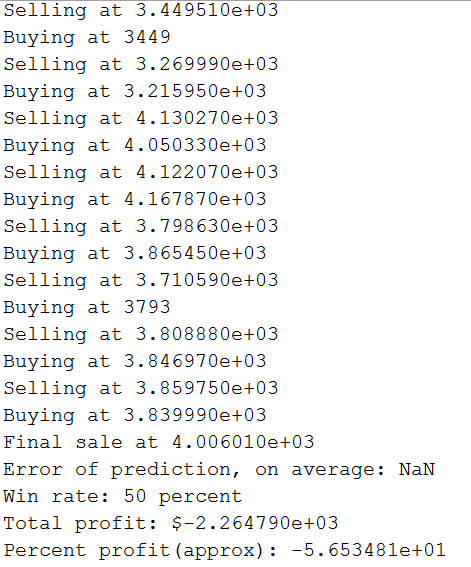 Selling at 3.449510e+03
Buying at 3449
Selling at 3.269990e+03
Buying at 3.215950e+03
Selling at 4.130270e+03
Buying at 4.050330e+03
Selling at 4.122070e+03
Buying at 4.167870e+03
Selling at 3.798630e+03
Buying at 3.865450e+03
Selling at 3.710590e+03
Buying at 3793
Selling at 3.808880e+03
Buying at 3.846970e+03
Selling at 3.859750e+03
Buying at 3.839990e+03
Final sale at 4.006010e+03
Error of prediction, on average: NaN
Win rate: 50 percent
Total profit: $-2.264790e+03
Percent profit(approx): -5.653481e+01